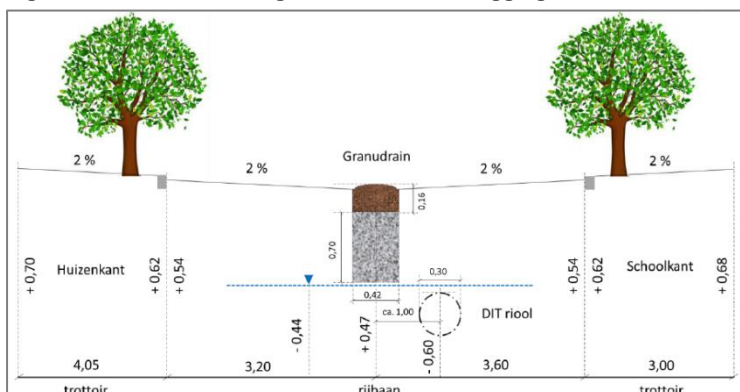 2 %
2 %
Granudrain
2 %
2 %
0,16
0,70
+ 0,70
Huizenkant
+ 0,62
+ 0,54
0,30
+ 0,54
+ 0,62
Schoolkant
+ 0,68
0,42
ca. 1,00
DIT riool
- 0,44
+ 0,47
- 0,60
4,05
3,20
3,60
3,00
trottoir
rijbaan
trottoir